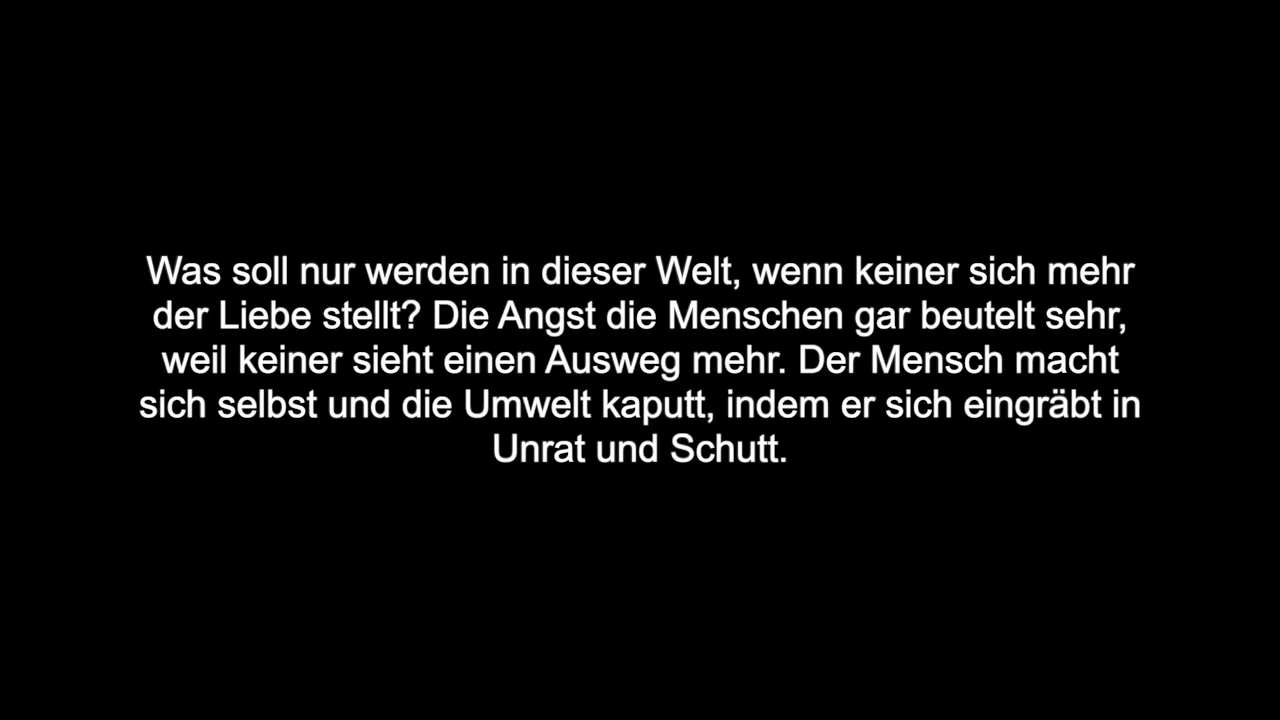 Was soll nur werden in dieser Welt, wenn keiner sich mehr
der Liebe stellt? Die Angst die Menschen gar beutelt sehr,
weil keiner sieht einen Ausweg mehr. Der Mensch macht
sich selbst und die Umwelt kaputt, indem er sich eingräbt in
Unrat und Schutt.